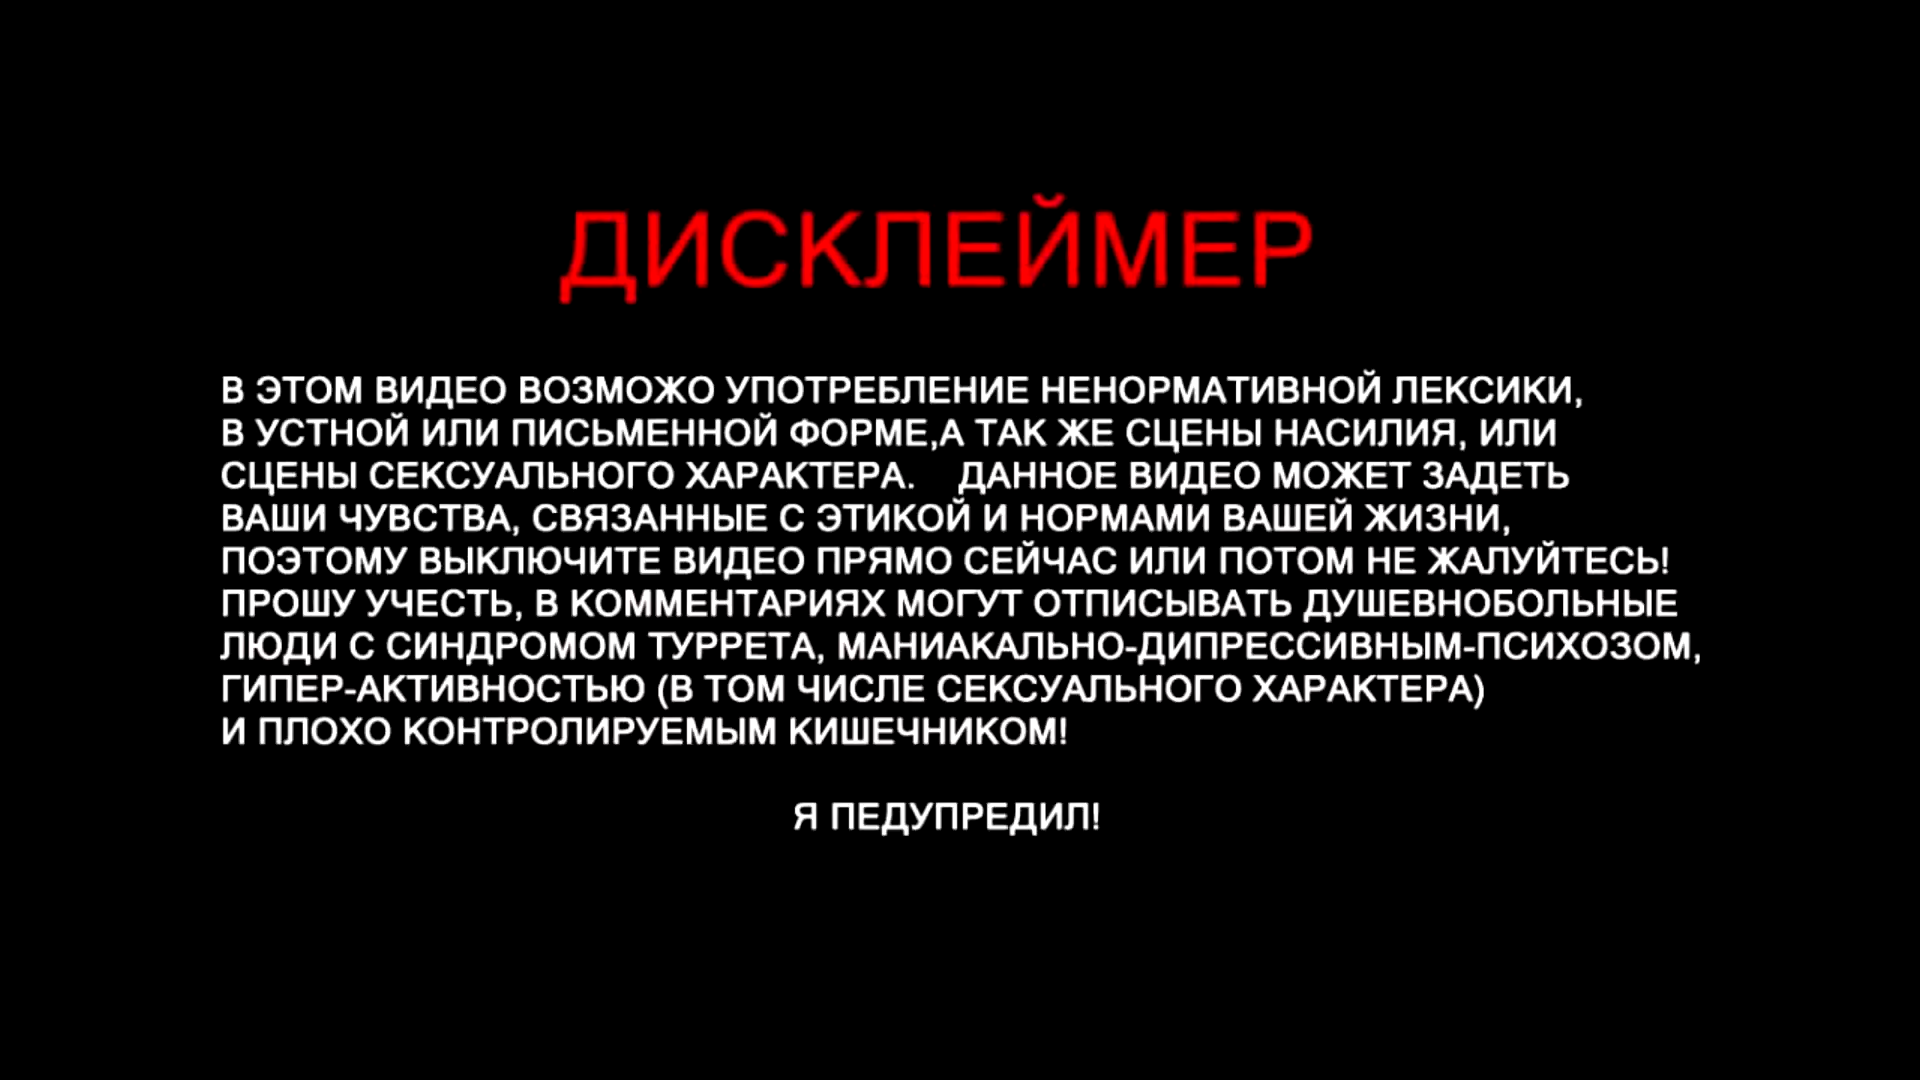 ДИСКЛЕЙМЕР
В ЭТОМ ВИДЕО ВОЗМОЖО УПОТРЕБЛЕНИЕ НЕНОРМАТИВНОЙ ЛЕКСИКИ,
В УСТНОЙ ИЛИ ПИСЬМЕННОЙ ФОРМЕ,А ТАК ЖЕ СЦЕНЫ НАСИЛИЯ, ИЛИ
СЦЕНЫ СЕКСУАЛЬНОГО ХАРАКТЕРА. ДАННОЕ ВИДЕО МОЖЕТ ЗАДЕТЬ
ВАШИ ЧУВСТВА, СВЯЗАННЫЕ С ЭТИКОЙ И НОРМАМИ ВАШЕЙ ЖИЗНИ,
ПОЭТОМУ ВЫКЛЮЧИТЕ ВИДЕО ПРЯМО СЕЙЧАС ИЛИ ПОТОМ НЕ ЖАЛУЙТЕСЬ!
ПРОШУ УЧЕСТЬ, В КОММЕНТАРИЯХ МОГУТ ОТПИСЫВАТЬ ДУШЕВНОБОЛЬНЫЕ
ЛЮДИ С СИНДРОМОМ ТУРРЕТА, МАНИАКАЛЬНО-ДИПРЕССИВНЫМ-ПСИХОЗОМ,
ГИПЕР-АКТИВНОСТЬЮ (В ТОМ ЧИСЛЕ СЕКСУАЛЬНОГО ХАРАКТЕРА)
И ПЛОХО КОНТРОЛИРУЕМЫМ КИШЕЧНИКОМ!
Я ПЕДУПРЕДИЛ!